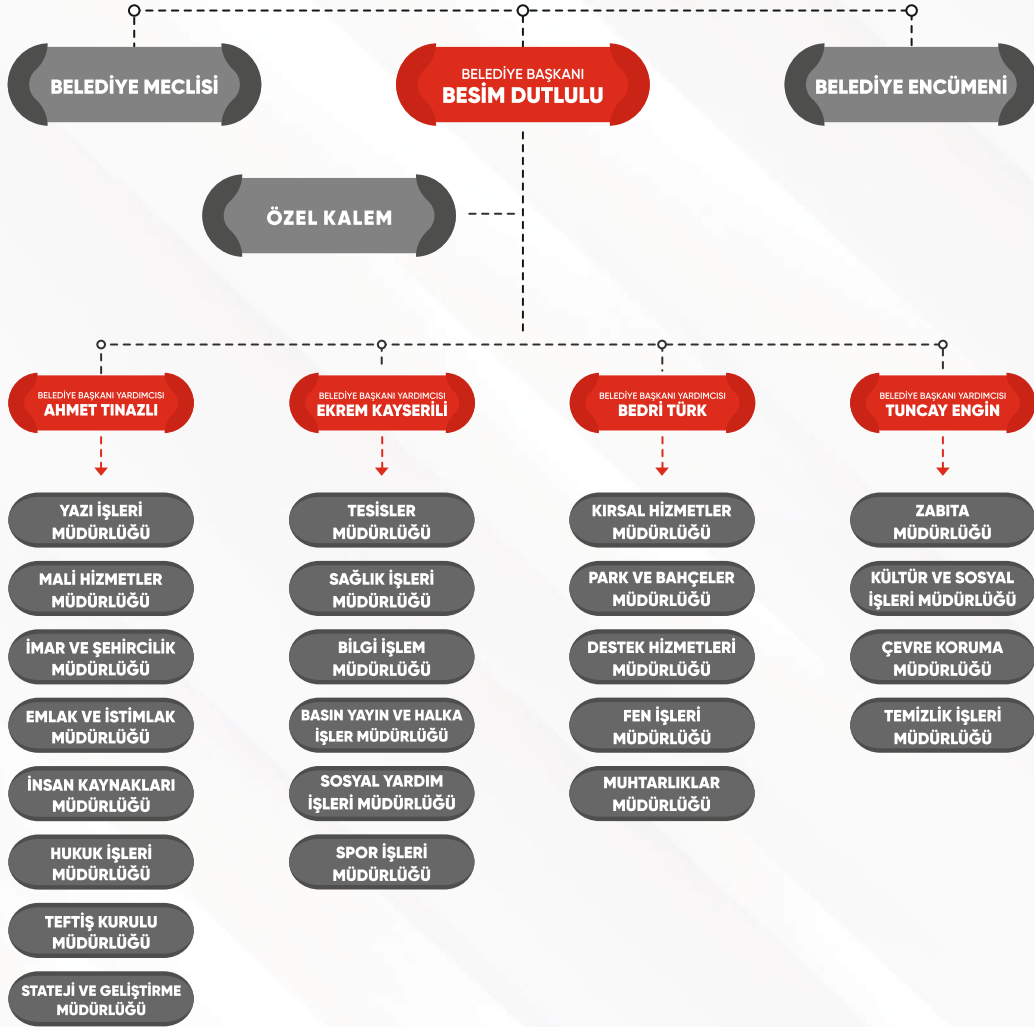 BELEDİYE MECLİSİ
BELEDİYE BAŞKANI
BESİM DUTLULU
BELEDİYE ENCÜMENİ
ÖZEL KALEM
BELEDİYE BAŞKANI YARDIMCISI
AHMET TINAZLI
YAZI İŞLERİ
MÜDÜRLÜĞÜ
MALİ HİZMETLER
MÜDÜRLÜĞÜ
İMAR VE ŞEHİRCİLİK
MÜDÜRLÜĞÜ
EMLAK VE İSTİMLAK
MÜDÜRLÜĞÜ
İNSAN KAYNAKLARI
MÜDÜRLÜĞÜ
HUKUK İŞLERİ
MÜDÜRLÜĞÜ
TEFTİŞ KURULU
MÜDÜRLÜĞÜ
STATEJİ VE GELİŞTİRME
MÜDÜRLÜĞÜ
BELEDİYE BAŞKANI YARDIMCISI
EKREM KAYSERİLİ
TESİSLER
MÜDÜRLÜĞÜ
SAĞLIK İŞLERİ
MÜDÜRLÜĞÜ
BİLGİ İŞLEM
MÜDÜRLÜĞÜ
BASIN YAYIN VE HALKA
İŞLER MÜDÜRLÜĞÜ
SOSYAL YARDIM
İŞLERİ MÜDÜRLÜĞÜ
SPOR İŞLERİ
MÜDÜRLÜĞÜ
BELEDİYE BAŞKANI YARDIMCISI
BEDRİ TÜRK
KIRSAL HİZMETLER
MÜDÜRLÜĞÜ
PARK VE BAHÇELER
MÜDÜRLÜĞÜ
DESTEK HİZMETLERİ
MÜDÜRLÜĞÜ
FEN İŞLERİ
MÜDÜRLÜĞÜ
MUHTARLIKLAR
MÜDÜRLÜĞÜ
BELEDİYE BAŞKANI YARDIMCISI
TUNCAY ENGİN
ZABITA
MÜDÜRLÜĞÜ
KÜLTÜR VE SOSYAL
İŞLERİ MÜDÜRLÜĞÜ
ÇEVRE KORUMA
MÜDÜRLÜĞÜ
TEMİZLİK İŞLERİ
MÜDÜRLÜĞÜ